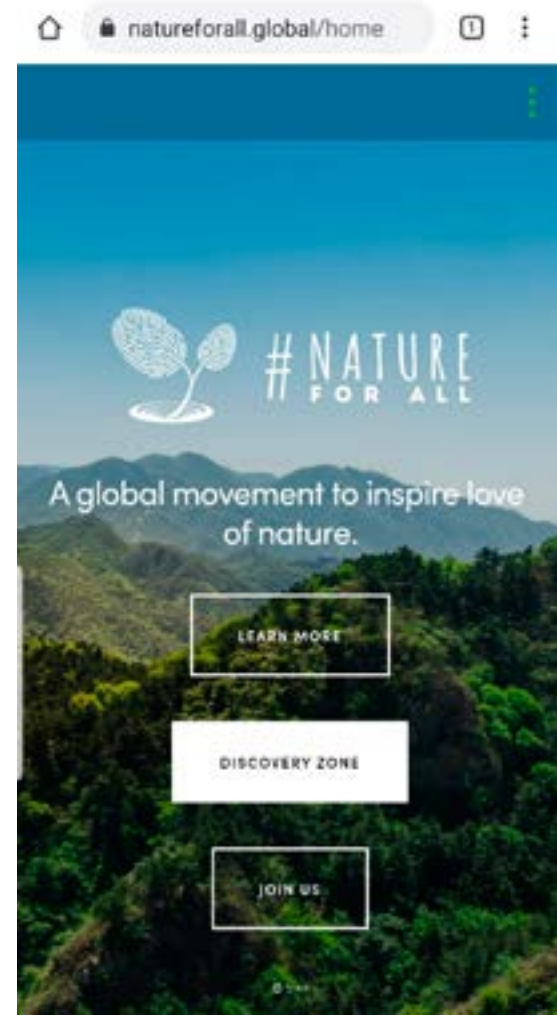 natureforall.global/home
1
#NATURE
FOR ALL
A global movement to inspire love
of nature.
LEARN MORE
DISCOVERY ZONE
JOIN US